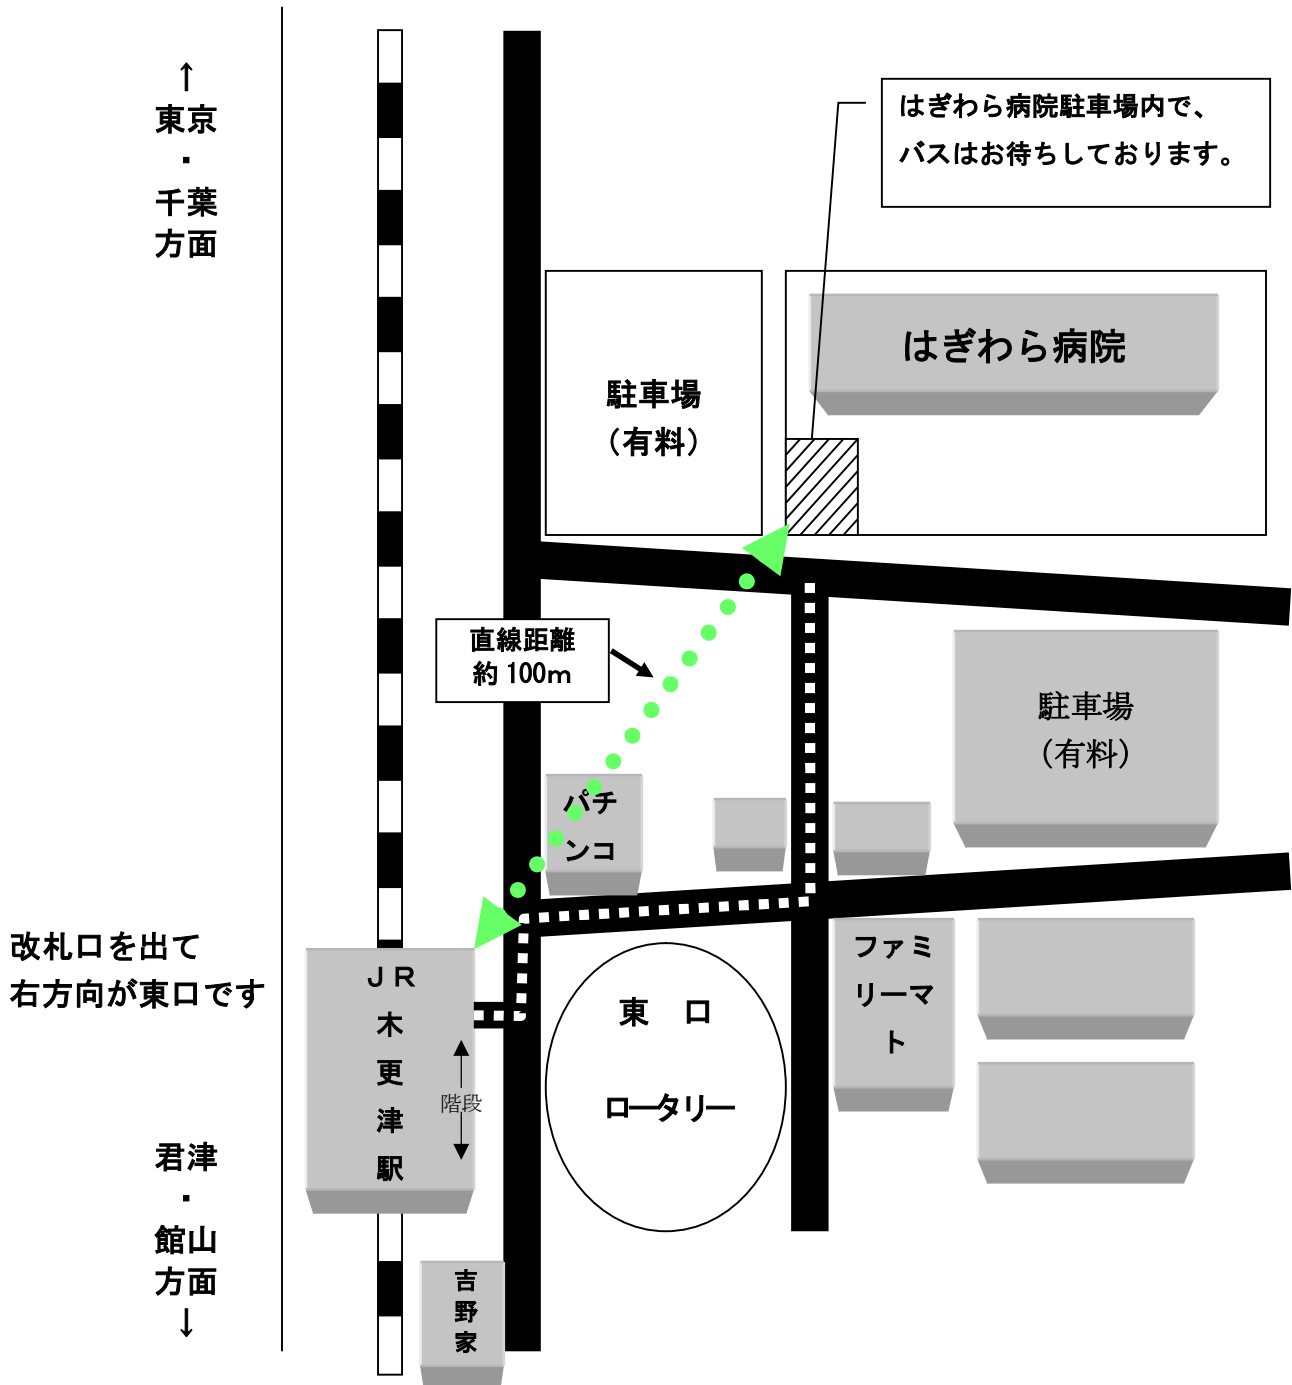 ↑
東京
・
千葉
方面
はぎわら病院駐車場内で、
バスはお待ちしております。
はぎわら病院
駐車場
（有料）
直線距離
約 100m
駐車場
（有料）
パチ
ンコ
改札口を出て
右方向が東口です
ＪＲ
木
更
津
駅
階段
東　口
ロータリー
ファミ
リーマ
ト
君津
・
館山
方面
↓
吉
野
家